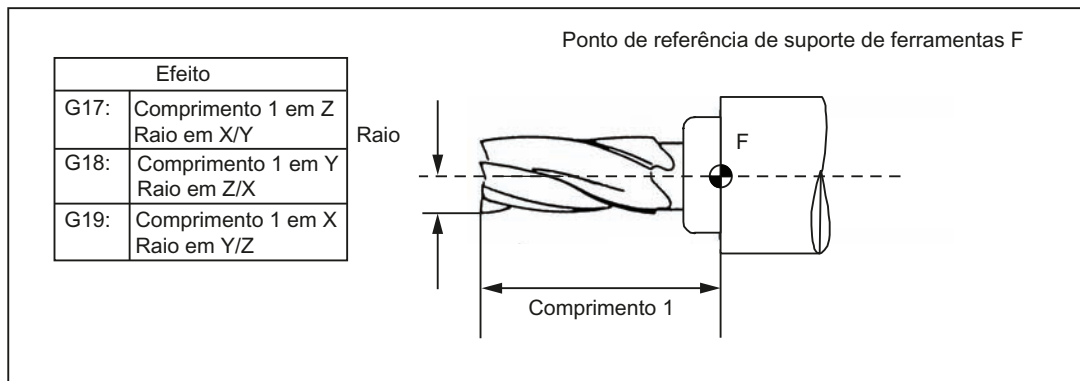 Ponto de referência de suporte de ferramentas F
Efeito
G17: Comprimento 1 em Z
Raio em X/Y
G18: Comprimento 1 em Y
Raio em Z/X
G19: Comprimento 1 em X
Raio em Y/Z
Raio
F
Comprimento 1